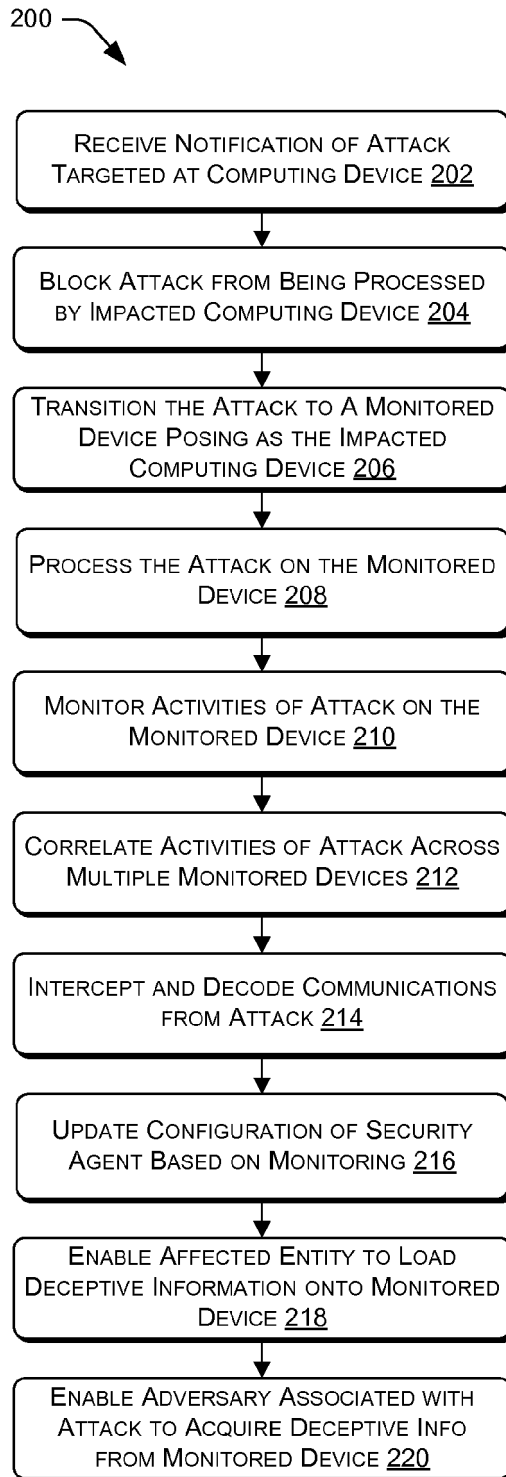 200
RECEIVE NOTIFICATION OF ATTACK
TARGETED AT COMPUTING DEVICE 202
BLOCK ATTACK FROM BEING PROCESSED
BY IMPACTED COMPUTING DEVICE 204
TRANSITION THE ATTACK TO A MONITORED
DEVICE POSING AS THE IMPACTED
COMPUTING DEVICE 206
PROCESS THE ATTACK ON THE MONITORED
DEVICE 208
MONITOR ACTIVITIES OF ATTACK ON THE
MONITORED DEVICE 210
CORRELATE ACTIVITIES OF ATTACK ACROSS
MULTIPLE MONITORED DEVICES 212
INTERCEPT AND DECODE COMMUNICATIONS
FROM ATTACK 214
UPDATE CONFIGURATION OF SECURITY
AGENT BASED ON MONITORING 216
ENABLE AFFECTED ENTITY TO LOAD
DECEPTIVE INFORMATION ONTO MONITORED
DEVICE 218
ENABLE ADVERSARY ASSOCIATED WITH
ATTACK TO ACQUIRE DECEPTIVE INFO
FROM MONITORED DEVICE 220